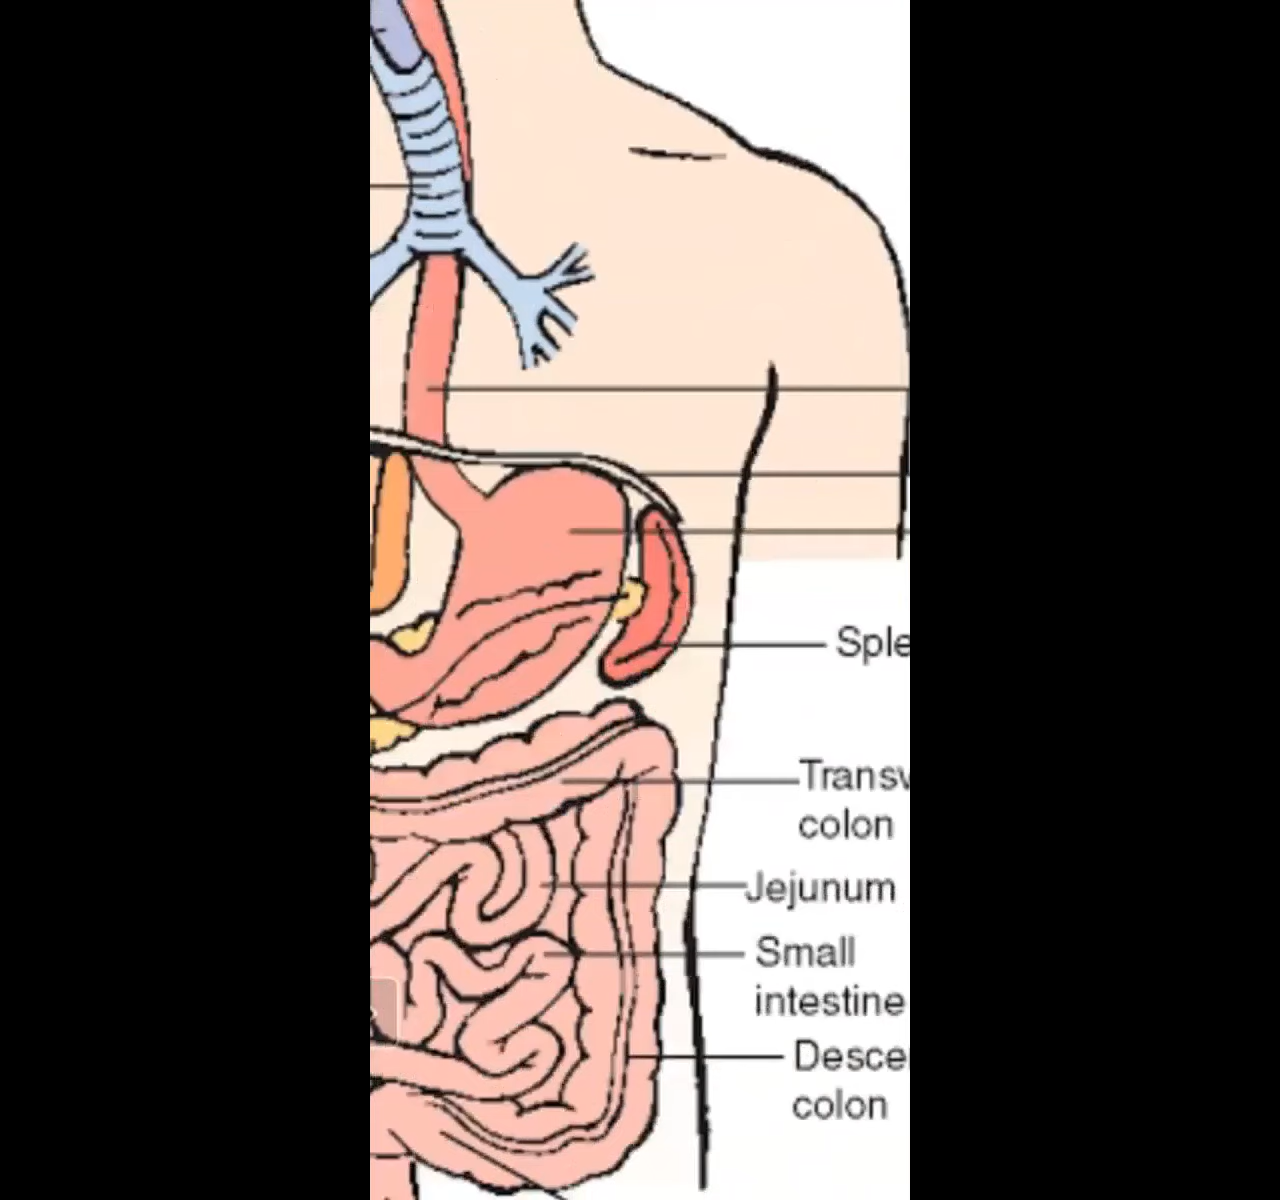 Sple
Transv
colon
Jejunum
Small
intestine
Desce
colon